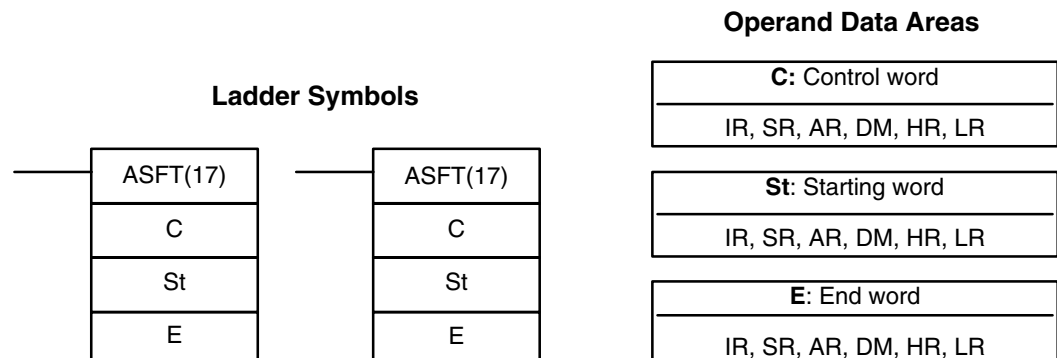 Ladder Symbols
ASFT(17)
C
St
E
ASFT(17)
C
St
E
Operand Data Areas
C: Control word
IR, SR, AR, DM, HR, LR
St: Starting word
IR, SR, AR, DM, HR, LR
E: End word
IR, SR, AR, DM, HR, LR